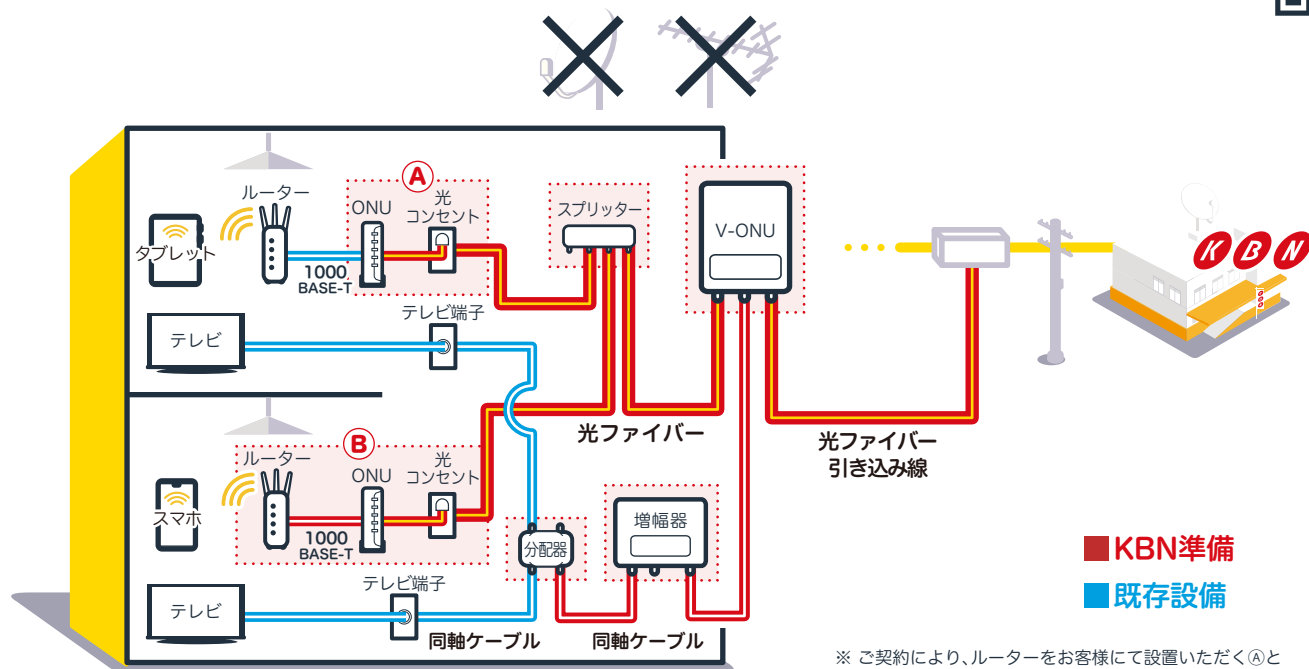 ルーター
ONU
光
コンセント
Ⓐ
タブレット
1000
BASE-T
スプリッター
V-ONU
KBN
テレビ
テレビ端子
光ファイバー
光ファイバー
引き込み線
Ⓑ
ルーター
ONU
光
コンセント
スマホ
1000
BASE-T
分配器
増幅器
テレビ
テレビ端子
同軸ケーブル
同軸ケーブル
KBN準備
既存設備
※ ご契約により、ルーターをお客様にて設置いただくⒶと